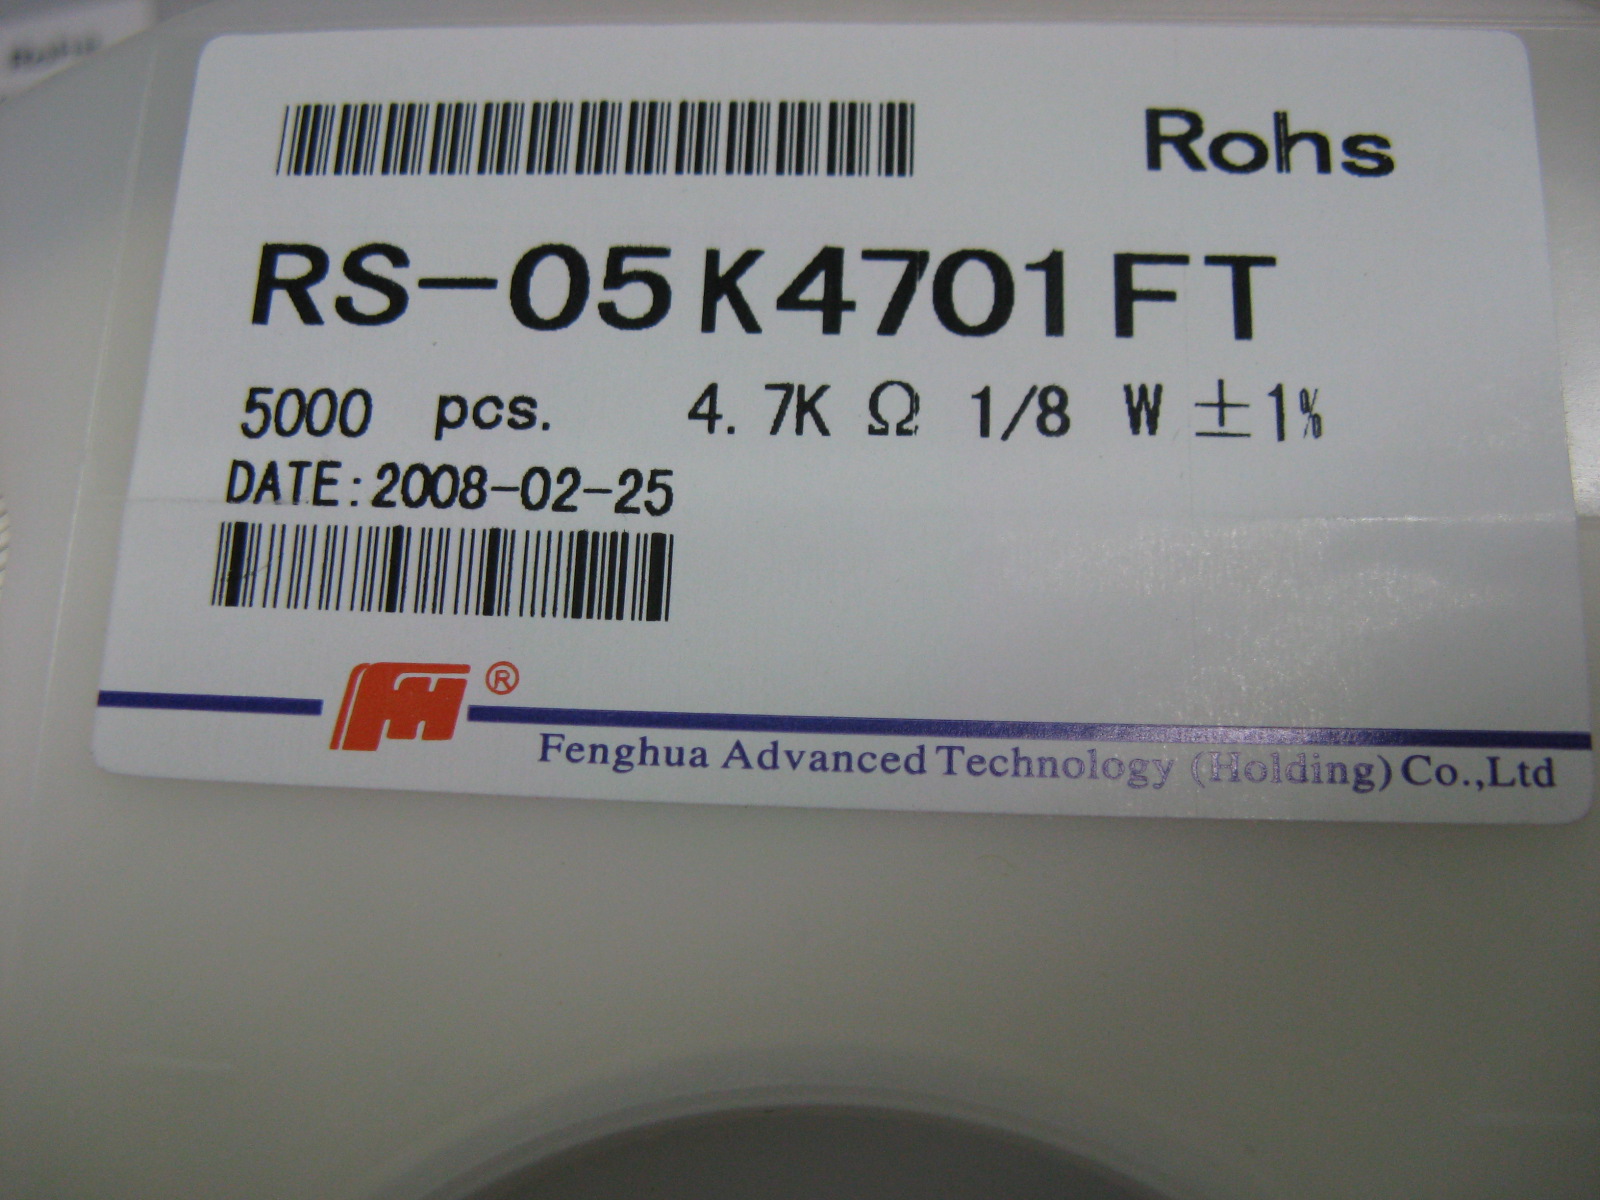 Rohs
RS-05K4701FT
5000 pcs. 4.7K Ω 1/8 W ±1%
DATE:2008-02-25
®
Fenghua Advanced Technology (Holding) Co.,Ltd